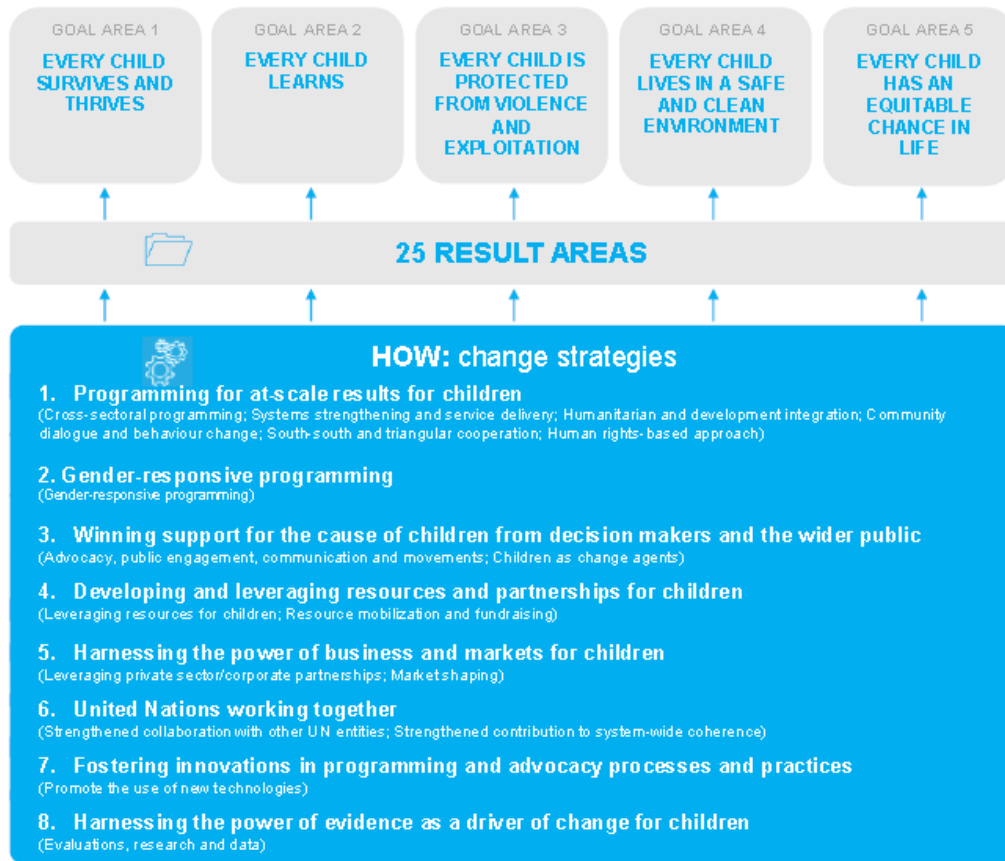 GOAL AREA 1
EVERY CHILD
SURVIVES AND
THRIVES
GOAL AREA 2
EVERY CHILD
LEARNS
GOAL AREA 3
EVERY CHILD IS
PROTECTED
FROM VIOLENCE
AND
EXPLOITATION
GOAL AREA 4
EVERY CHILD
LIVES IN A SAFE
AND CLEAN
ENVIRONMENT
GOAL AREA 5
EVERY CHILD
HAS AN
EQUITABLE
CHANCE IN
LIFE
25 RESULT AREAS
HOW: change strategies
1. Programming for at-scale results for children
(Cross-sectoral programming; Systems strengthening and service delivery; Humanitarian and development integration; Community
dialogue and behaviour change; South-south and triangular cooperation; Human rights-based approach)
2. Gender-responsive programming
(Gender-responsive programming)
3. Winning support for the cause of children from decision makers and the wider public
(Advocacy, public engagement, communication and movements; Children as change agents)
4. Developing and leveraging resources and partnerships for children
(Leveraging resources for children; Resource mobilization and fundraising)
5. Harnessing the power of business and markets for children
(Leveraging private sector/corporate partnerships; Market shaping)
6. United Nations working together
(Strengthened collaboration with other UN entities; Strengthened contribution to system-wide coherence)
7. Fostering innovations in programming and advocacy processes and practices
(Promote the use of new technologies)
8. Harnessing the power of evidence as a driver of change for children
(Evaluations, research and data)